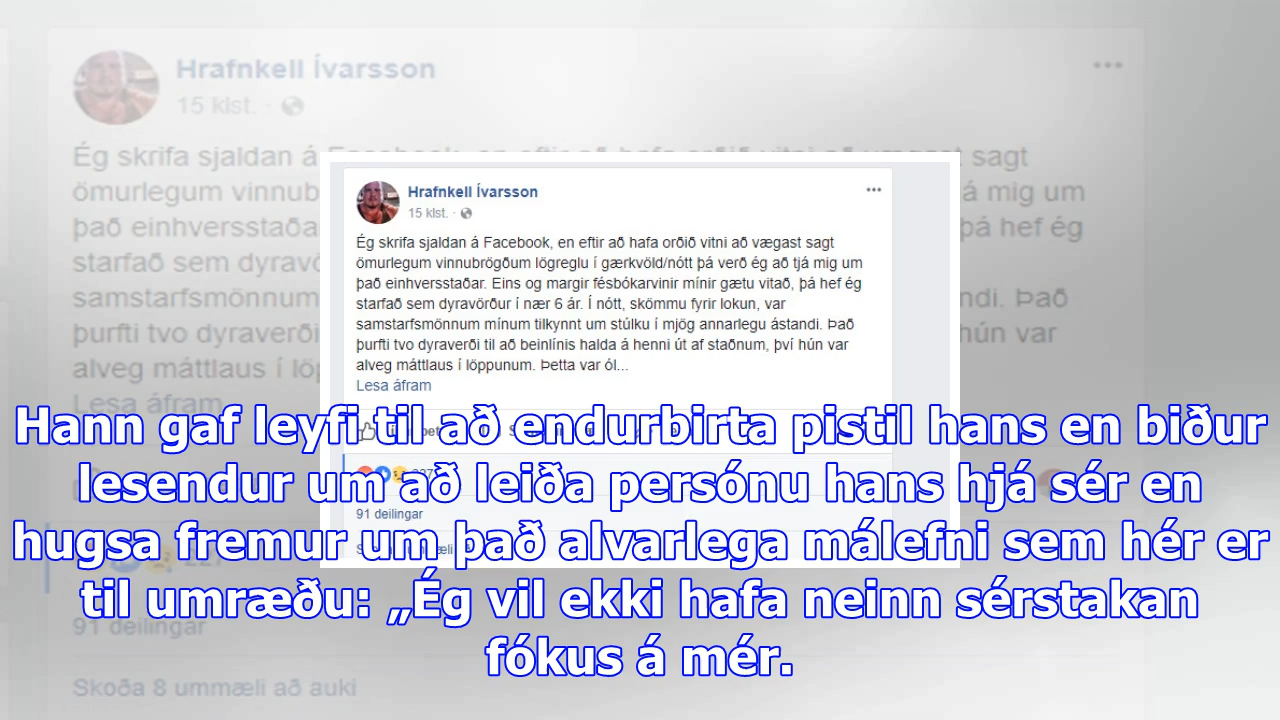 Hrafnkell Ívarsson
15 klst.
Ég skrifa sjaldan á Facebook, en eftir að hafa orðið vitni að vægast sagt
ömurlegum vinnubrögðum lögreglu í gærkvöld/nótt þá verð ég að tjá mig um
það einhversstaðar. Eins og margir fésbókarvinir mínir gætu vitað, þá hef ég
starfað sem dyravörður í nær 6 ár. Í nótt, skömmu fyrir lokun, var
samstarfsmönnum mínum tilkynnt um stúlku í mjög annarlegu ástandi. Það
þurfti tvo dyraverði til að beinlínis halda á henni út af staðnum, því hún var
alveg máttlaus í löppunum. Þetta var ól...
Lesa áfram
227
91 deilingar
Hann gaf leyfi til að endurbirta pistil hans en biður
lesendur um að leiða persónu hans hjá sér en
hugsa fremur um það alvarlega málefni sem hér er
til umræðu: „Ég vil ekki hafa neinn sérstakan
fókus á mér.
Skoða 8 ummæli að auki